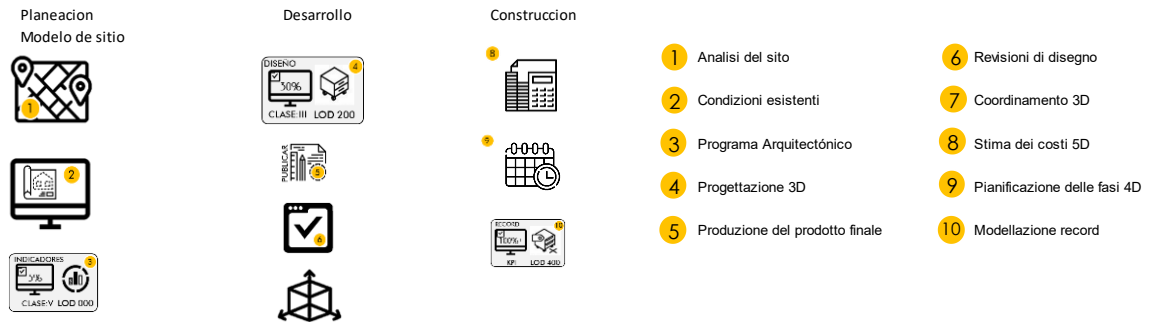 Planeacion
Modelo de sitio
1
2
INDICADORES
3
5%
CLASE:V LOD 000
Desarrollo
DISEÑO
4
30%
CLASE:III LOD 200
PUBLICAR
5
6
Construccion
8
9
RECORD
10
100%
KPI LOD 400
1 Analisi del sito
2 Condizioni esistenti
3 Programa Arquitectónico
4 Progettazione 3D
5 Produzione del prodotto finale
6 Revisioni di disegno
7 Coordinamento 3D
8 Stima dei costi 5D
9 Pianificazione delle fasi 4D
10 Modellazione record